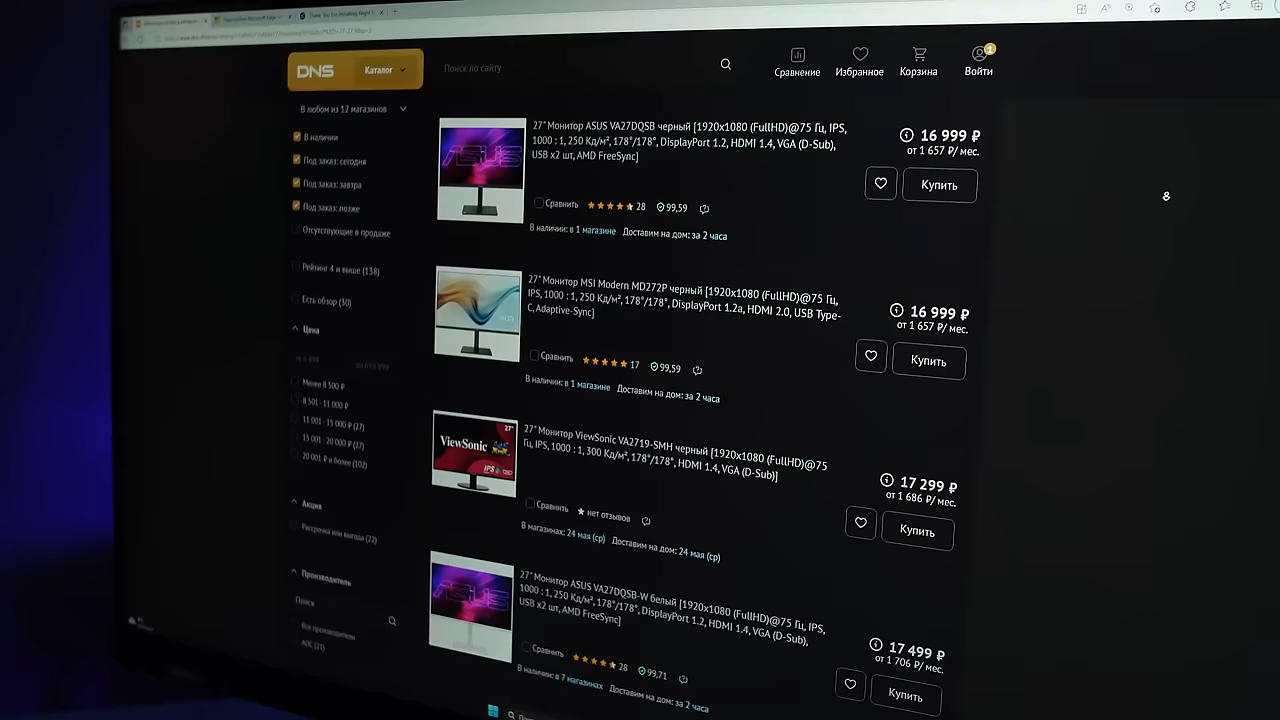 DNS
Каталог
Поиск по сайту
Сравнение
Избранное
Корзина
1
Войти
В любом из 12 магазинов
В наличии
Под заказ: сегодня
Под заказ: завтра
Под заказ: позже
Отсутствующие в продаже
Рейтинг 4 и выше (138)
Есть обзор (30)
Цена
Менее 8 500 ₽
8 501 - 11 000 ₽
11 001 - 15 000 ₽ (27)
15 001 - 20 000 ₽ (27)
20 001 ₽ и более (102)
Акция
Рассрочка или выгода (22)
Производитель
Поиск
Все производители
AOC (21)
ASUS
27" Монитор ASUS VA27DQSB черный [1920x1080 (FullHD)@75 Гц, IPS,
1000 : 1, 250 Кд/м², 178°/178°, DisplayPort 1.2, HDMI 1.4, VGA (D-Sub),
USB x2 шт, AMD FreeSync]
16 999 ₽
от 1 657 ₽/ мес.
Купить
Сравнить
28
99,59
В наличии: в 1 магазине Доставим на дом: за 2 часа
27" Монитор MSI Modern MD272P черный [1920x1080 (FullHD)@75 Гц,
IPS, 1000 : 1, 250 Кд/м², 178°/178°, DisplayPort 1.2a, HDMI 2.0, USB Type-
C, Adaptive-Sync]
16 999 ₽
от 1 657 ₽/ мес.
Купить
Сравнить
17
99,59
В наличии: в 1 магазине Доставим на дом: за 2 часа
27"
ViewSonic
IPS
27" Монитор ViewSonic VA2719-SMH черный [1920x1080 (FullHD)@75
Гц, IPS, 1000 : 1, 300 Кд/м², 178°/178°, HDMI 1.4, VGA (D-Sub)]
17 299 ₽
от 1 686 ₽/ мес.
Купить
Сравнить
нет отзывов
В магазинах: 24 мая (ср) Доставим на дом: 24 мая (ср)
ASUS
27" Монитор ASUS VA27DQSB-W белый [1920x1080 (FullHD)@75 Гц, IPS,
1000 : 1, 250 Кд/м², 178°/178°, DisplayPort 1.2, HDMI 1.4, VGA (D-Sub),
USB x2 шт, AMD FreeSync]
17 499 ₽
от 1 706 ₽/ мес.
Купить
Сравнить
28
99,71
В наличии: в 7 магазинах Доставим на дом: за 2 часа